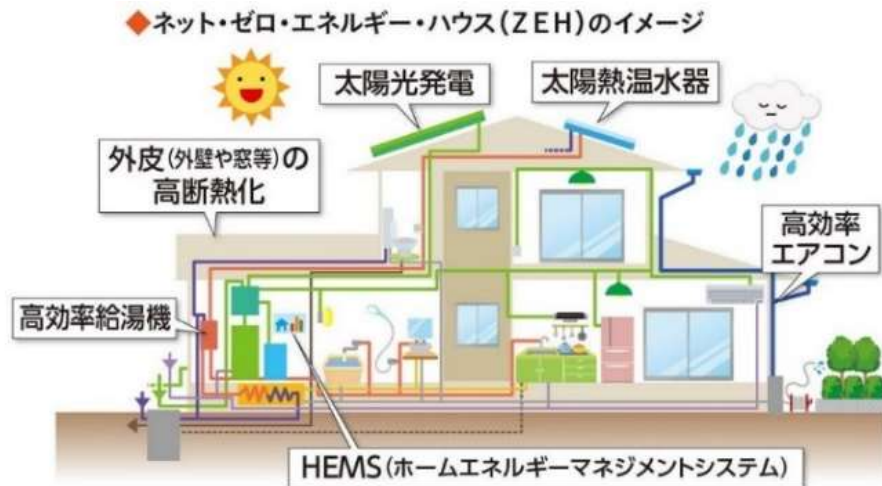 ◆ネット・ゼロ・エネルギー・ハウス(ZEH)のイメージ
太陽光発電
太陽熱温水器
外皮(外壁や窓等)の
高断熱化
高効率
エアコン
高効率給湯機
HEMS(ホームエネルギーマネジメントシステム)